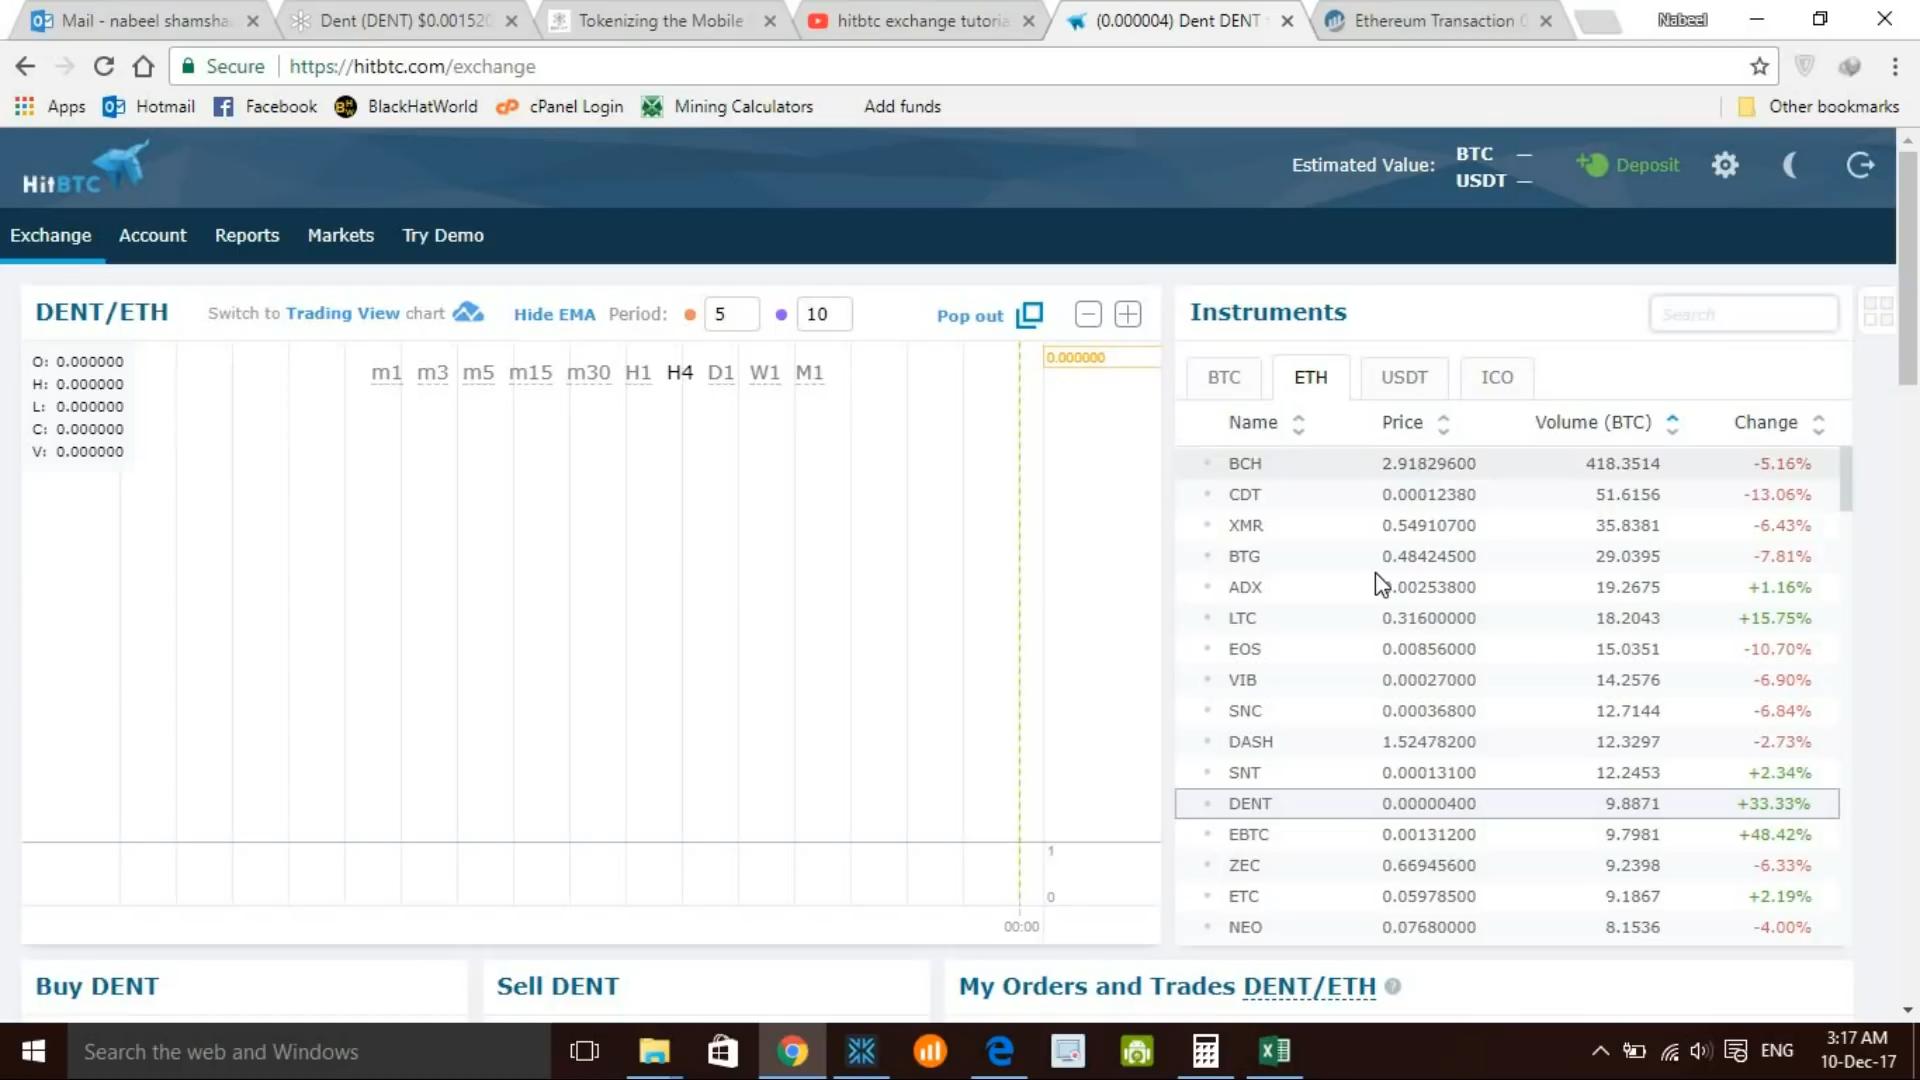 Mail - nabeel shamsha
Dent (DENT) $0.001520
Tokenizing the Mobile
hitbtc exchange tutoria
(0.000004) Dent DENT
Ethereum Transaction
Nabeel
Secure
https://hitbtc.com/exchange
Apps
Hotmail
Facebook
BlackHatWorld
cPanel Login
Mining Calculators
Add funds
Other bookmarks
HitBTC
Estimated Value:
BTC —
USDT —
Deposit
Exchange
Account
Reports
Markets
Try Demo
DENT/ETH
Switch to Trading View chart
Hide EMA
Period:
5
10
Pop out
O: 0.000000
H: 0.000000
L: 0.000000
C: 0.000000
V: 0.000000
m1 m3 m5 m15 m30 H1 H4 D1 W1 M1
0.000000
1
0
00:00
Instruments
Search
BTC
ETH
USDT
ICO
Name Price Volume (BTC) Change
BCH 2.91829600 418.3514 -5.16%
CDT 0.00012380 51.6156 -13.06%
XMR 0.54910700 35.8381 -6.43%
BTG 0.48424500 29.0395 -7.81%
ADX .00253800 19.2675 +1.16%
LTC 0.31600000 18.2043 +15.75%
EOS 0.00856000 15.0351 -10.70%
VIB 0.00027000 14.2576 -6.90%
SNC 0.00036800 12.7144 -6.84%
DASH 1.52478200 12.3297 -2.73%
SNT 0.00013100 12.2453 +2.34%
DENT 0.00000400 9.8871 +33.33%
EBTC 0.00131200 9.7981 +48.42%
ZEC 0.66945600 9.2398 -6.33%
ETC 0.05978500 9.1867 +2.19%
NEO 0.07680000 8.1536 -4.00%
Buy DENT
Sell DENT
My Orders and Trades DENT/ETH
Search the web and Windows
ENG
3:17 AM
10-Dec-17